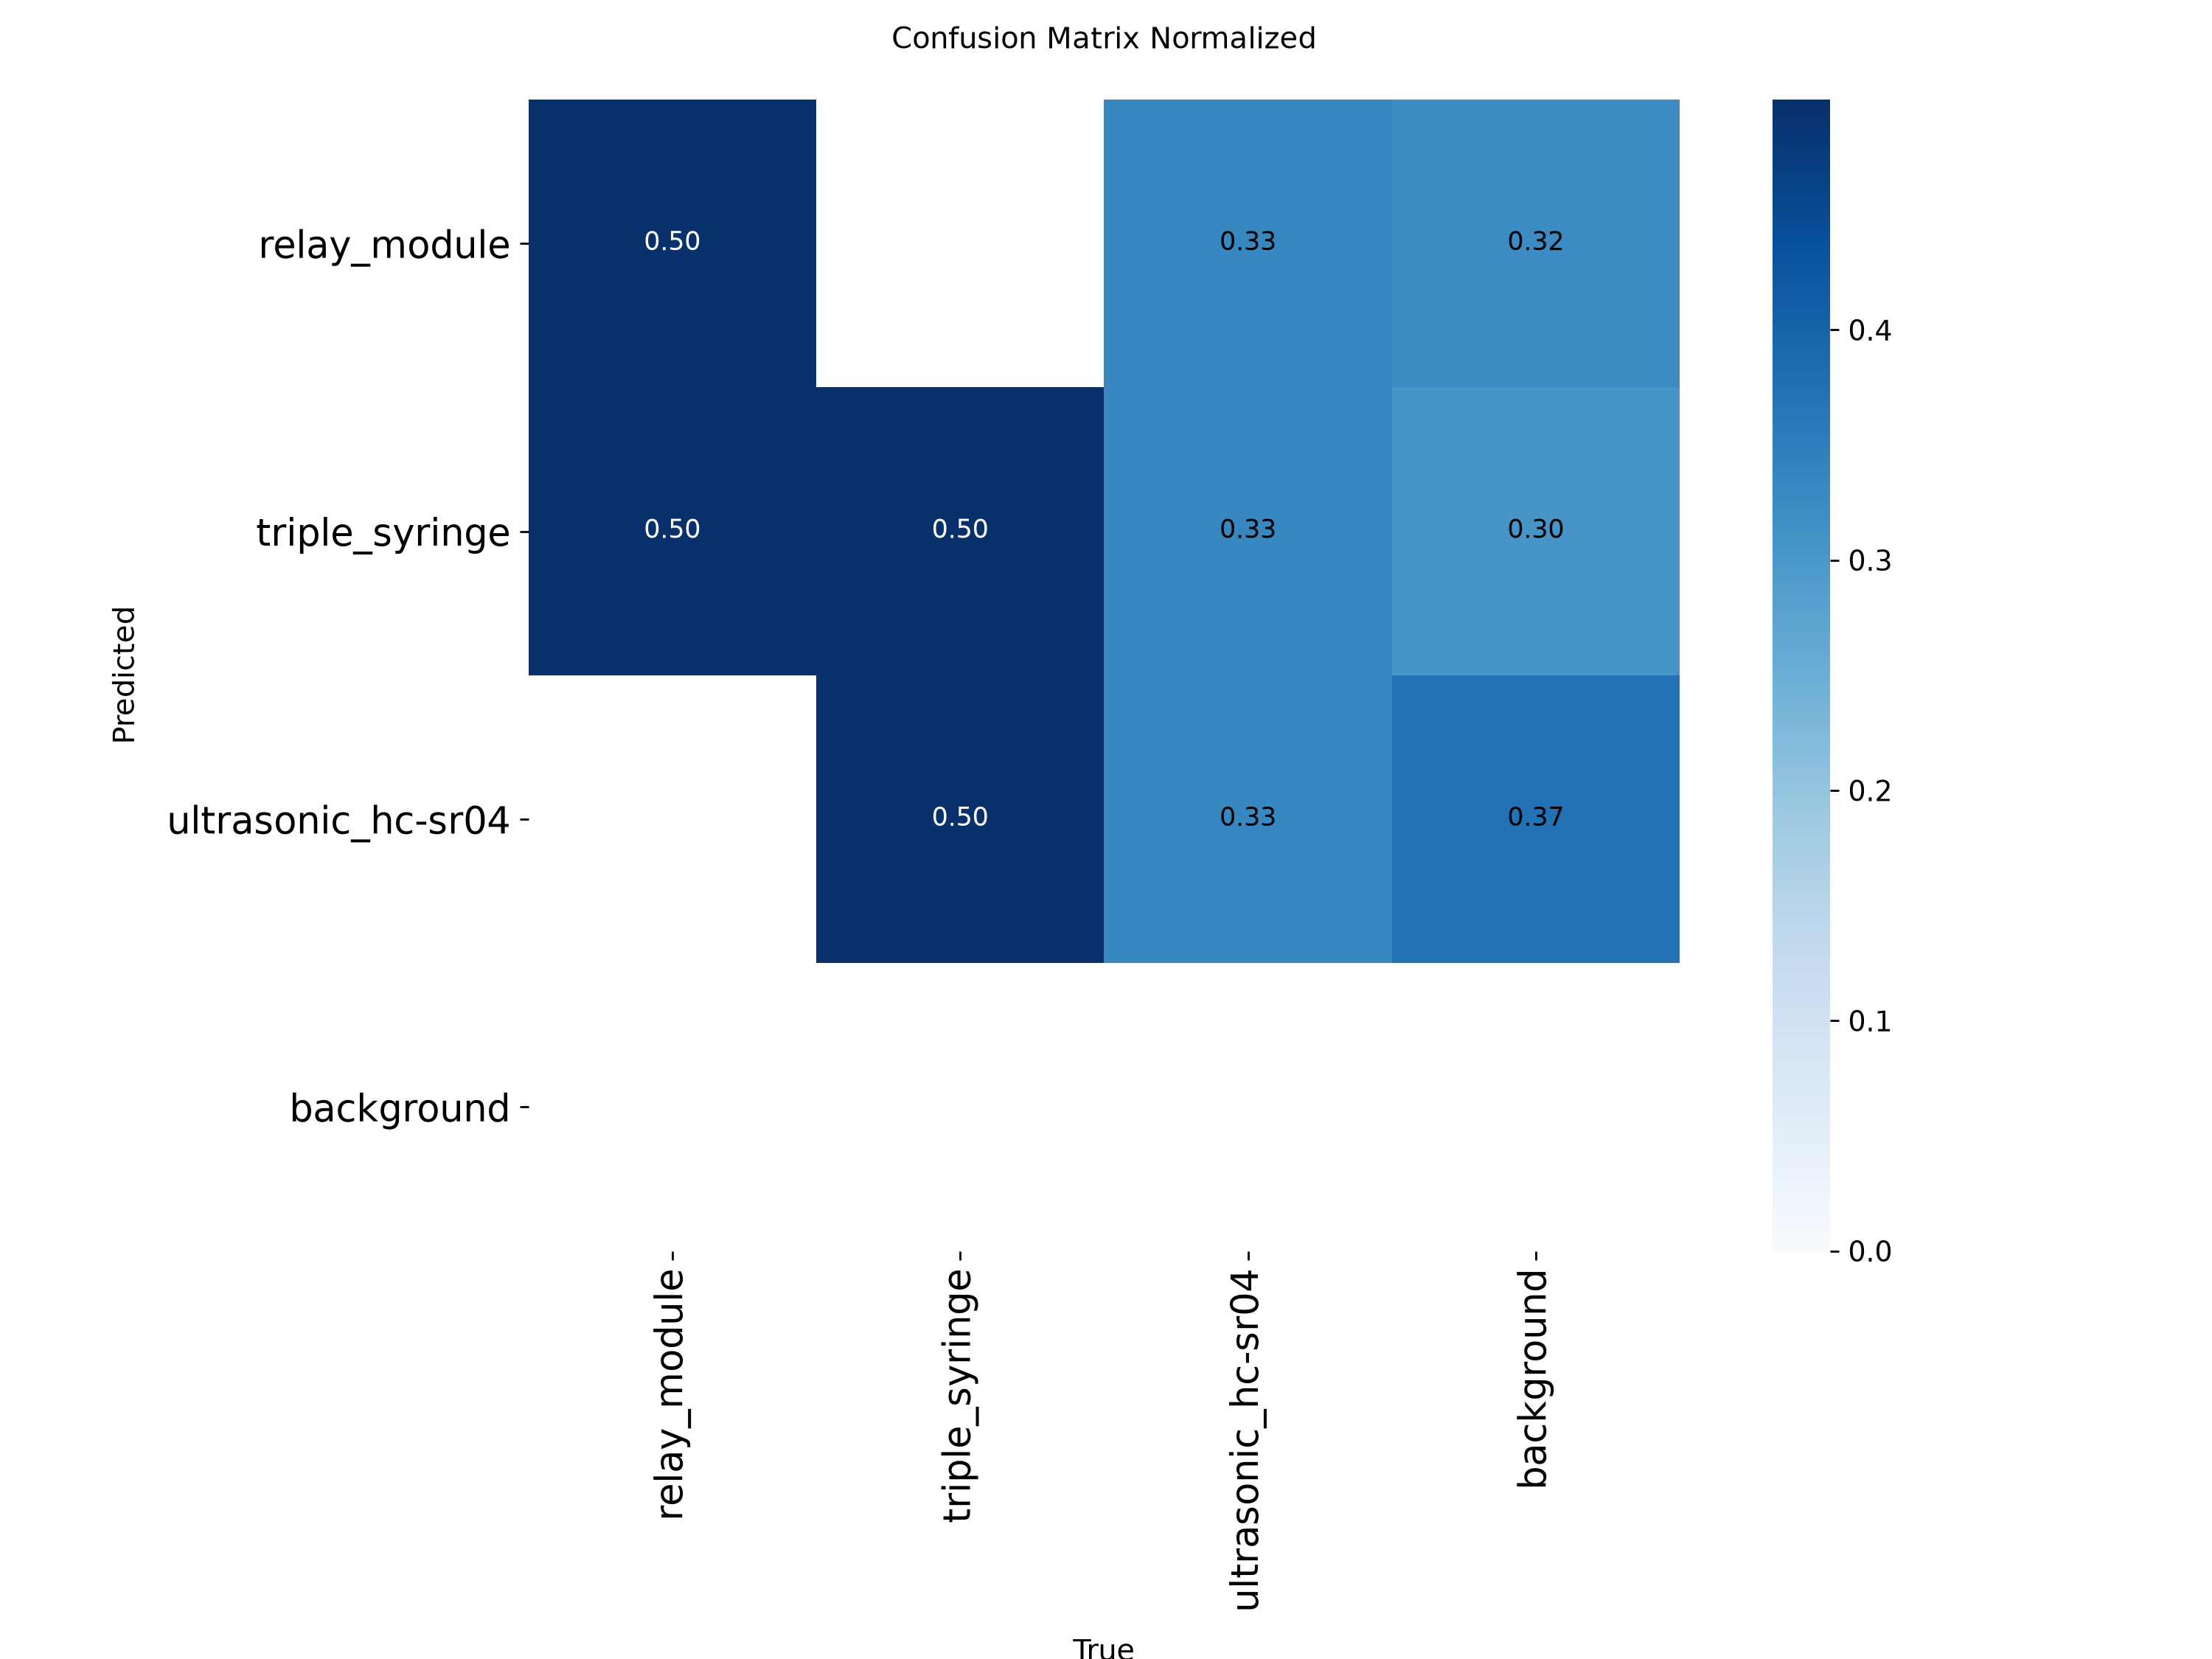 Confusion Matrix Normalized
relay_module
0.50
0.33
0.32
triple_syringe
0.50
0.50
0.33
0.30
ultrasonic_hc-sr04
0.50
0.33
0.37
background
Predicted
relay_module
triple_syringe
ultrasonic_hc-sr04
background
True
0.4
0.3
0.2
0.1
0.0